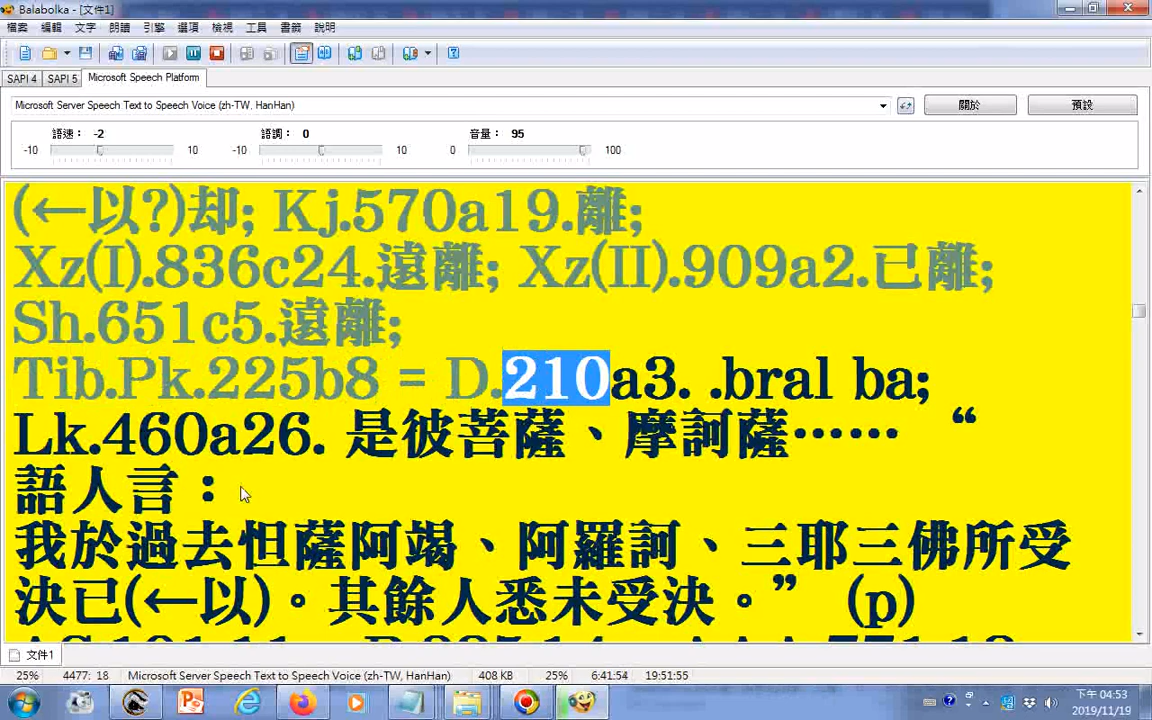 Balabolka - [文件1]
檔案 編輯 文字 朗讀 引擎 選項 檢視 工具 書籤 說明
SAPI 4 SAPI 5 Microsoft Speech Platform
Microsoft Server Speech Text to Speech Voice (zh-TW, HanHan) 關於 預設
語速： -2 語調： 0 音量： 95
-10 10 -10 10 0 100
(←以?)却; Kj.570a19.離;
Xz(I).836c24.遠離; Xz(II).909a2.已離;
Sh.651c5.遠離;
Tib.Pk.225b8 = D.210a3. .bral ba;
Lk.460a26. 是彼菩薩、摩訶薩⋯⋯ “
語人言：
我於過去怛薩阿竭、阿羅訶、三耶三佛所受
決已(←以)。其餘人悉未受決。” (p)
文件1
25% 4477: 18 Microsoft Server Speech Text to Speech Voice (zh-TW, HanHan) 408 KB 25% 6:41:54 19:51:55
下午 04:53
2019/11/19